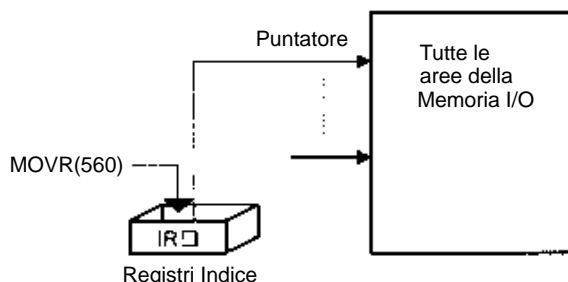 Puntatore
Tutte le
aree della
Memoria I/O
MOVR(560)
IR□
Registri Indice